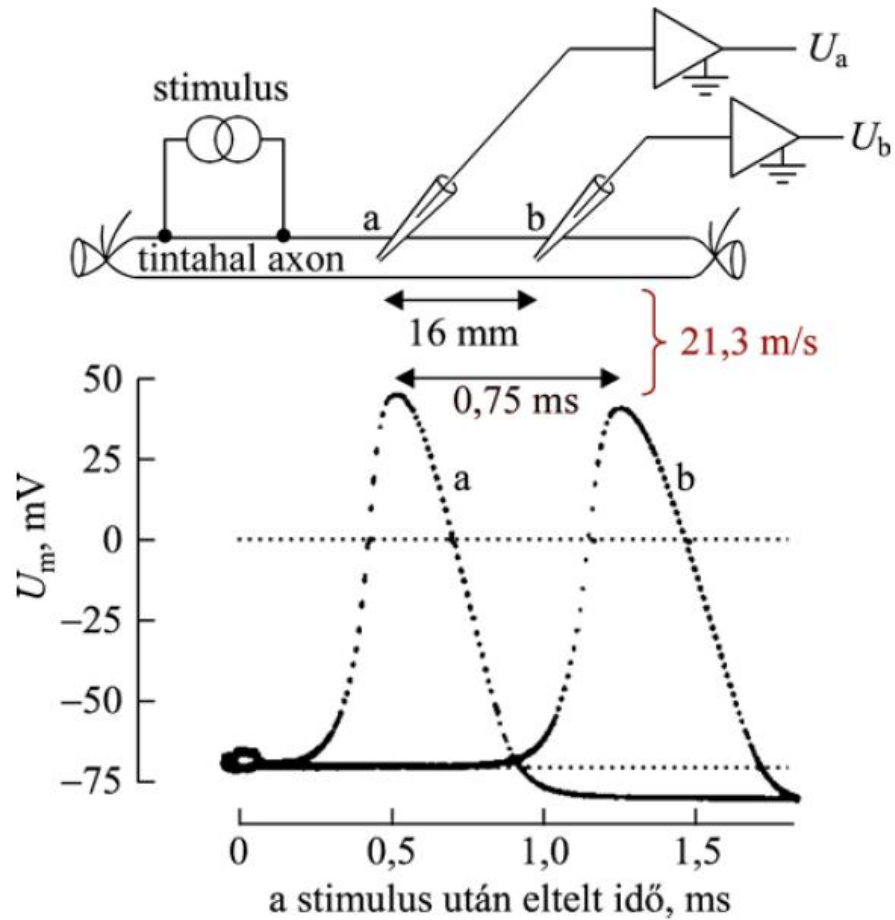 stimulus
U_a
U_b
a
b
tintahal axon
16 mm
21,3 m/s
0,75 ms
50
25
0
−25
−50
−75
U_m, mV
a
b
0
0,5
1,0
1,5
a stimulus után eltelt idő, ms